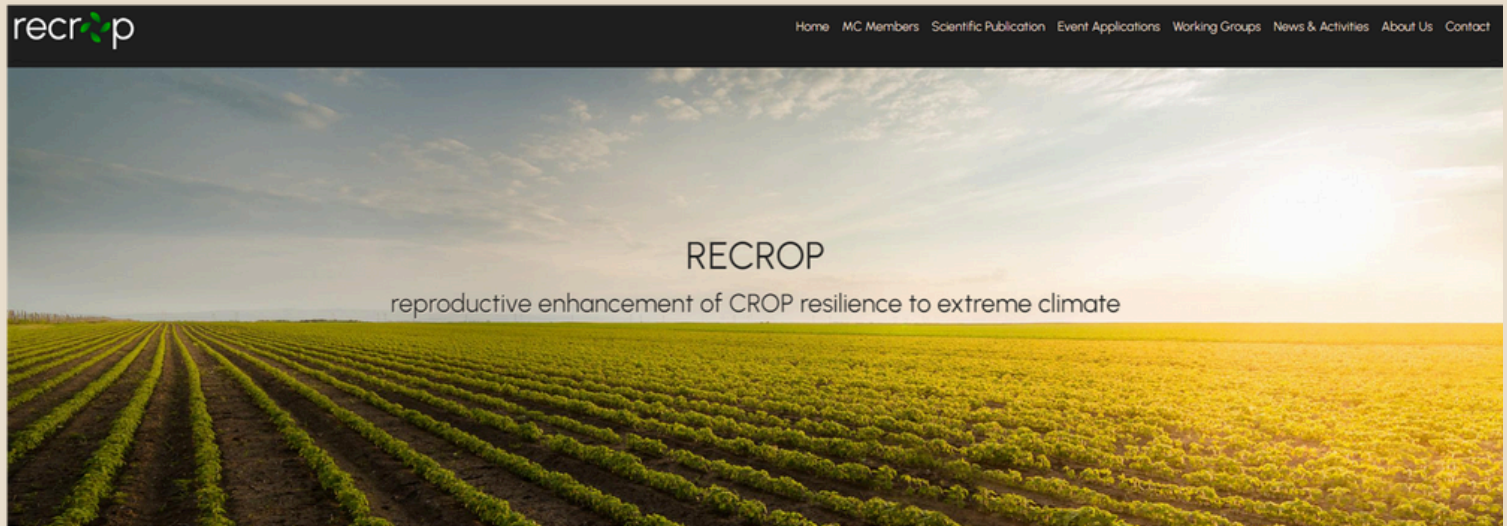 recrop
Home MC Members Scientific Publication Event Applications Working Groups News & Activities About Us Contact
RECROP
reproductive enhancement of CROP resilience to extreme climate